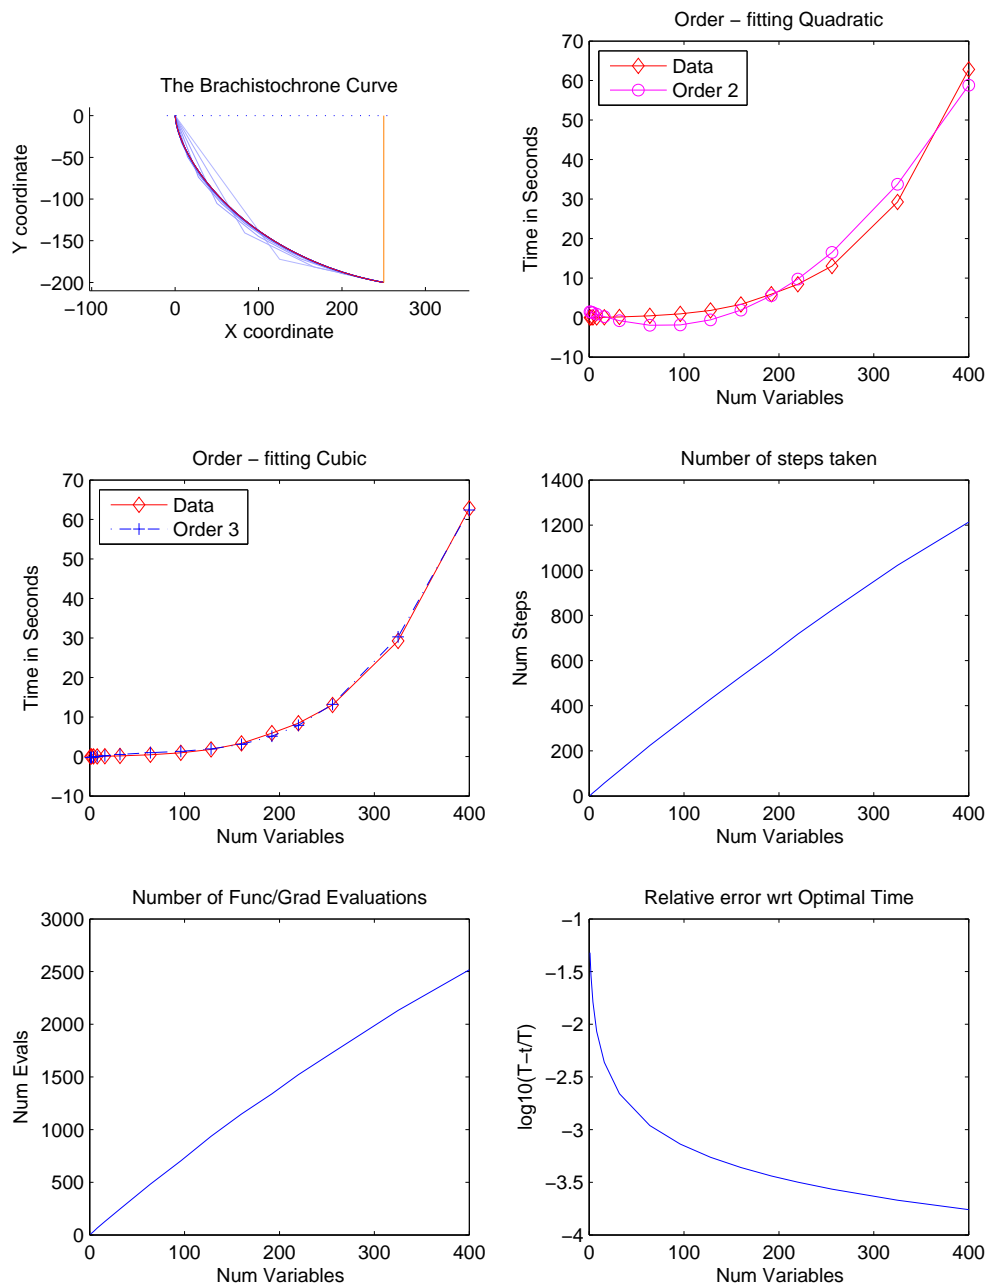 The Brachistochrone Curve
0
−50
−100
−150
−200
−100 0 100 200 300
Y coordinate
X coordinate
Order − fitting Quadratic
Data
Order 2
70
60
50
40
30
20
10
0
−10
0 100 200 300 400
Time in Seconds
Num Variables
Order − fitting Cubic
Data
Order 3
70
60
50
40
30
20
10
0
−10
0 100 200 300 400
Time in Seconds
Num Variables
Number of steps taken
1400
1200
1000
800
600
400
200
0
0 100 200 300 400
Num Steps
Num Variables
Number of Func/Grad Evaluations
3000
2500
2000
1500
1000
500
0
0 100 200 300 400
Num Evals
Num Variables
Relative error wrt Optimal Time
−1
−1.5
−2
−2.5
−3
−3.5
−4
0 100 200 300 400
log10(T−t/T)
Num Variables